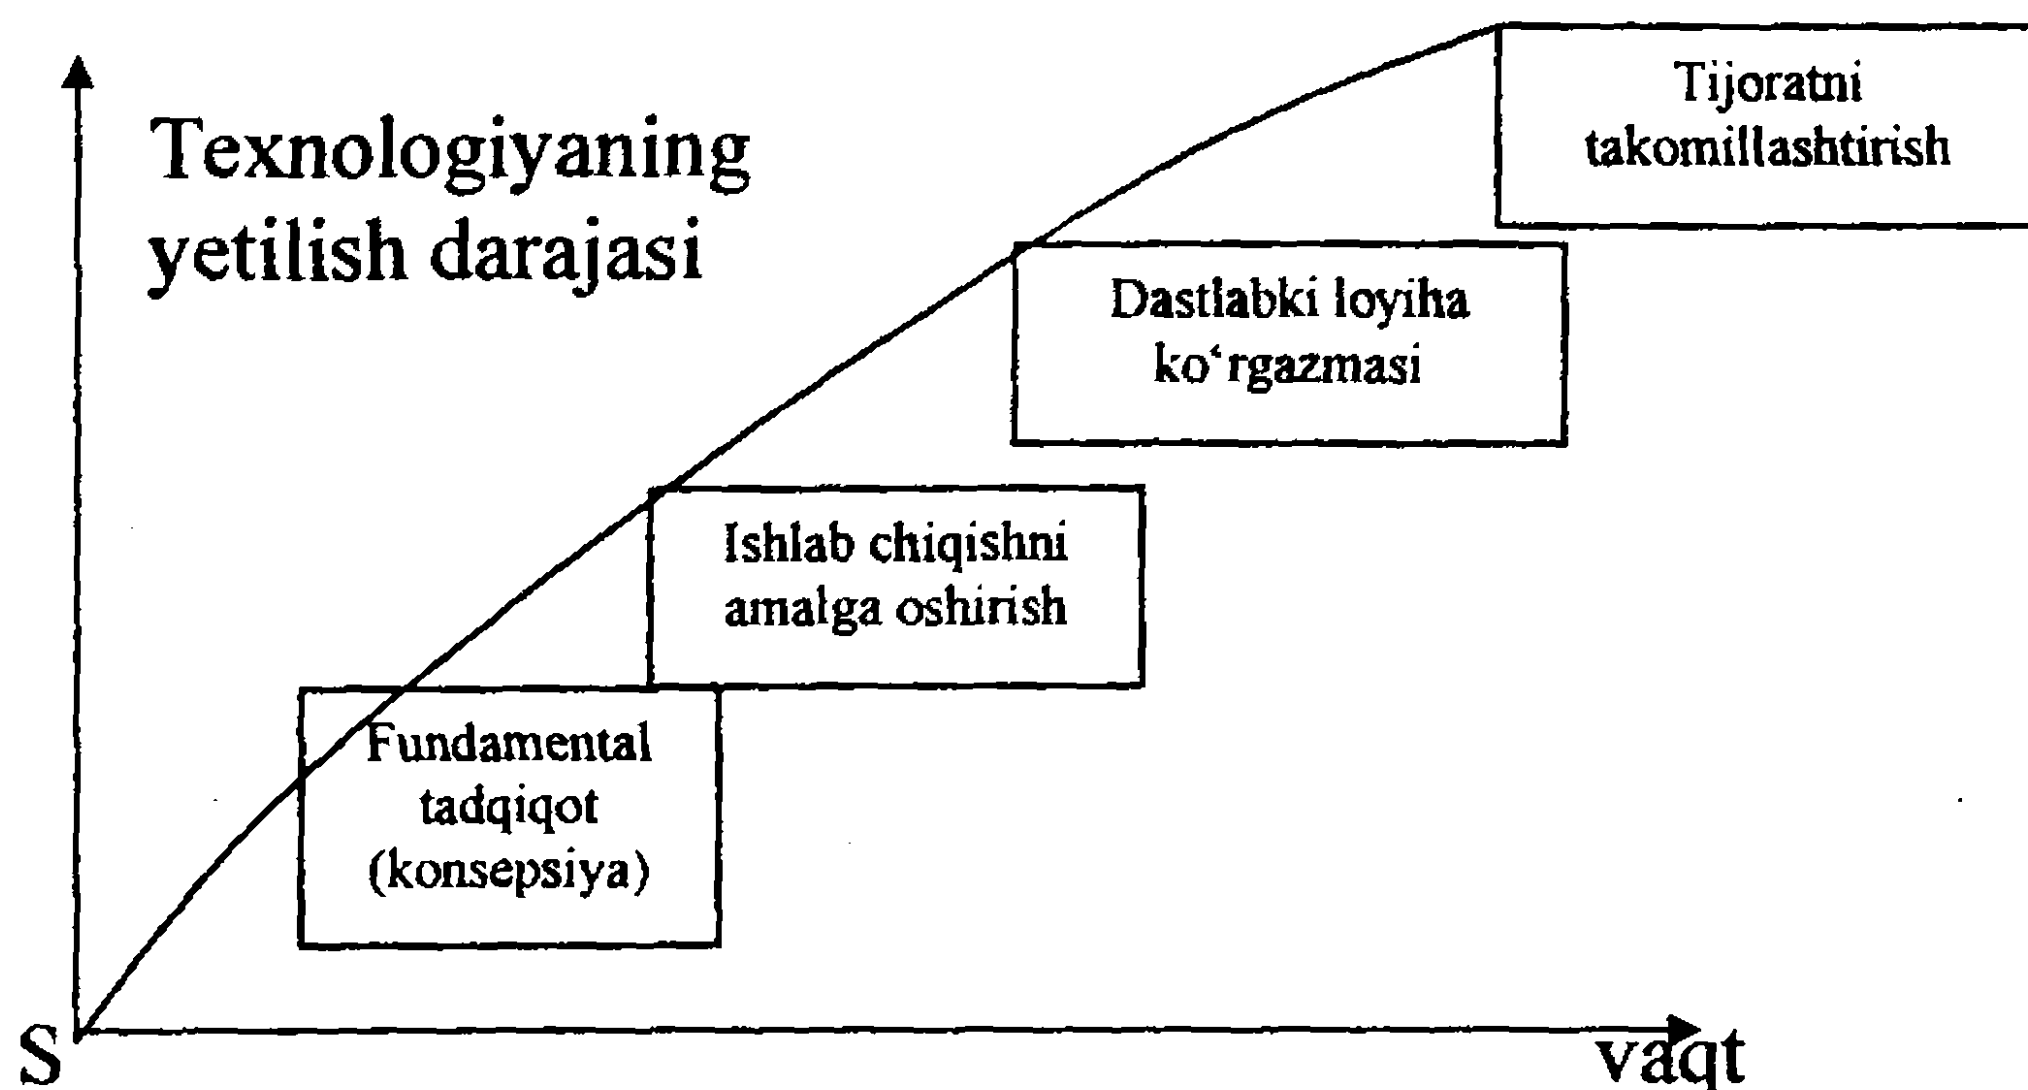 Texnologiyaning
yetilish darajasi
Tijoratni
takomillashtirish
Dastlabki loyiha
ko‘rgazmasi
Ishlab chiqishni
amalga oshirish
Fundamental
tadqiqot
(konsepsiya)
S
vaqt